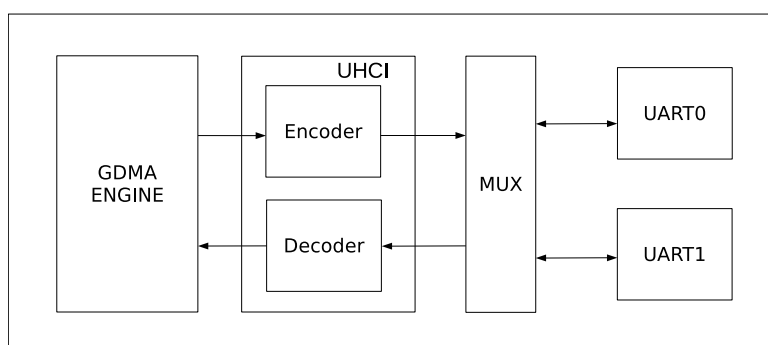 UHCI
Encoder
GDMA
ENGINE
Decoder
MUX
UART0
UART1